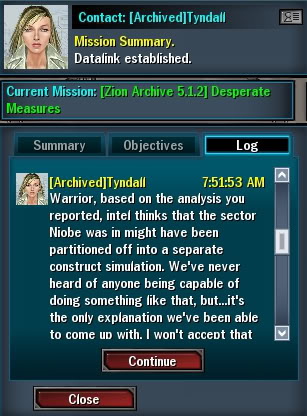 Contact: [Archived]Tyndall
Mission Summary.
Datalink established.
Current Mission: [Zion Archive 5.1.2] Desperate
Measures
Summary
Objectives
Log
[Archived]Tyndall 7:51:53 AM
Warrior, based on the analysis you
reported, intel thinks that the sector
Niobe was in might have been
partitioned off into a separate
construct simulation. We've never
heard of anyone being capable of
doing something like that, but...it's
the only explanation we've been able
to come up with. I won't accept that
Continue
Close